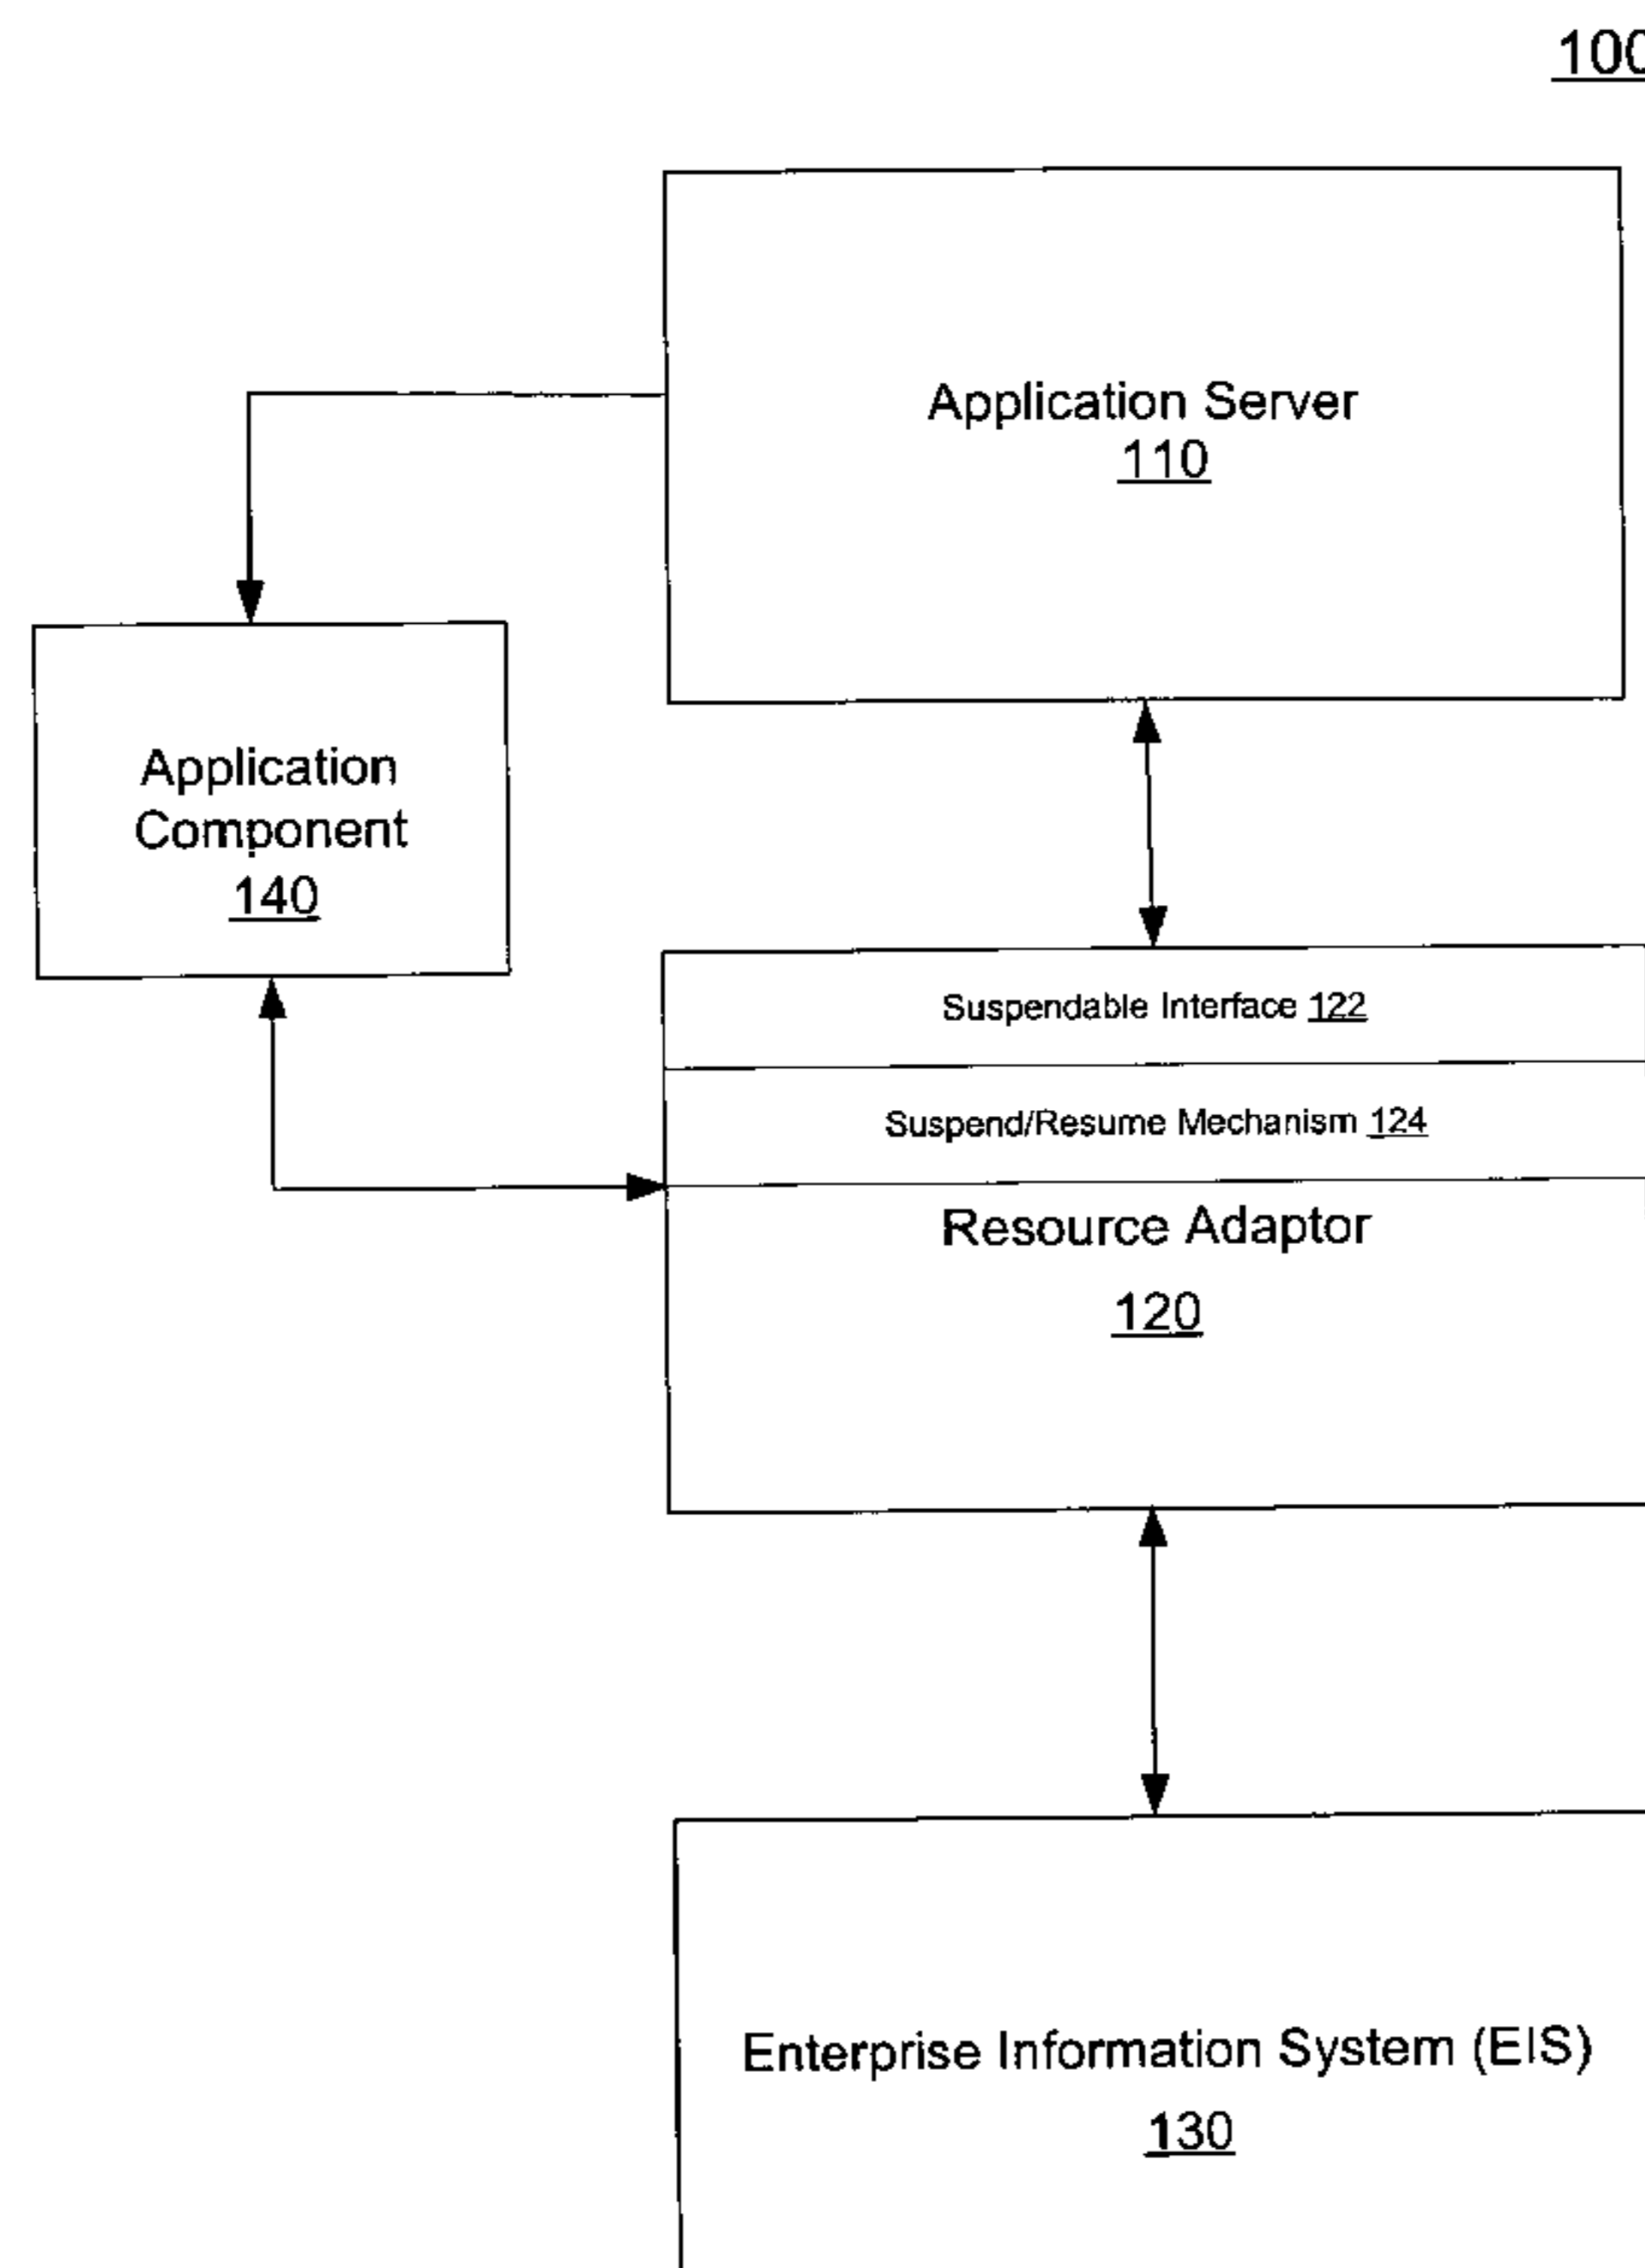 100
Application Server
110
Application
Component
140
Suspendable Interface 122
Suspend/Resume Mechanism 124
Resource Adaptor
120
Enterprise Information System (EIS)
130